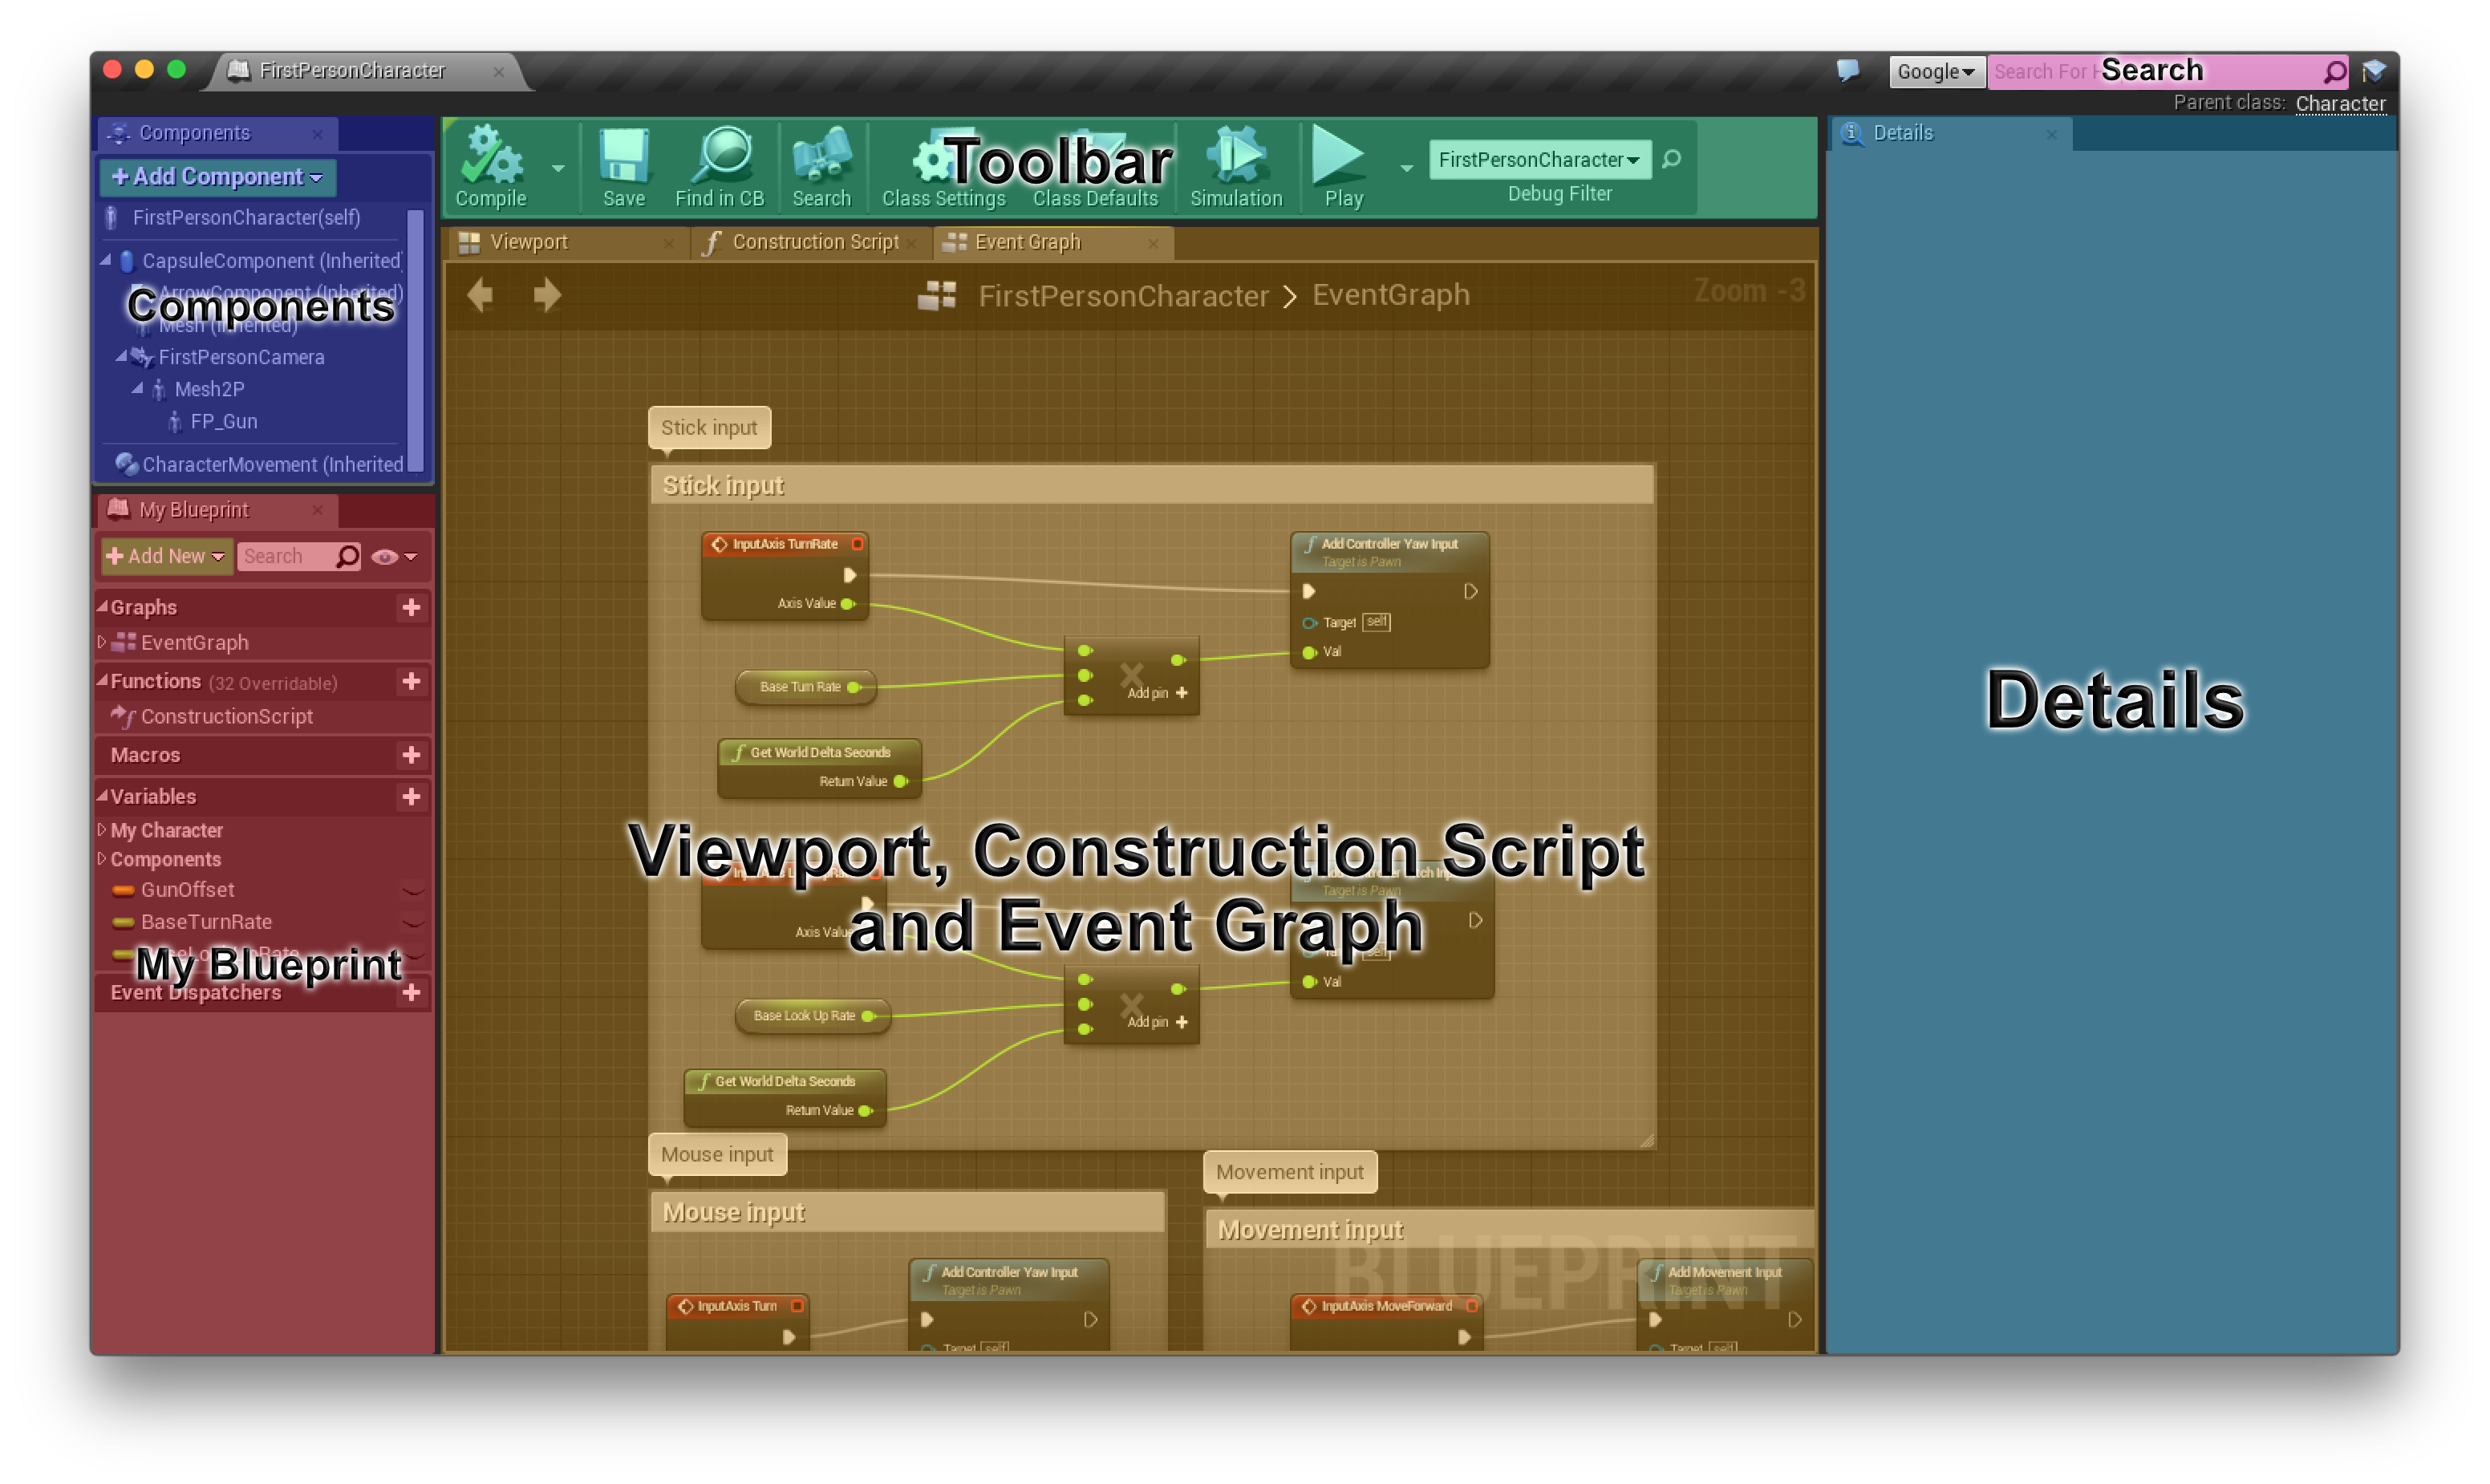 FirstPersonCharacter
Google
Search For H
Search
Parent class: Character
Components
+Add Component
FirstPersonCharacter(self)
CapsuleComponent (Inherited)
ArrowComponent (Inherited)
Components
Mesh (Inherited)
FirstPersonCamera
Mesh2P
FP_Gun
CharacterMovement (Inherited
My Blueprint
+ Add New
Search
Graphs
EventGraph
Functions (32 Overridable)
ConstructionScript
Macros
Variables
My Character
Components
GunOffset
BaseTurnRate
My Blueprint
Event Dispatchers
Compile
Save
Find in CB
Search
Class Settings
Class Defaults
Toolbar
Simulation
Play
FirstPersonCharacter
Debug Filter
Viewport
Construction Script
Event Graph
FirstPersonCharacter > EventGraph
Zoom -3
Stick input
Stick input
InputAxis TurnRate
Axis Value
Base Turn Rate
Get World Delta Seconds
Return Value
Add pin +
Add Controller Yaw Input
Target is Pawn
Target self
Val
Viewport, Construction Script
and Event Graph
Target is Pawn
Axis Value
Base Look Up Rate
Get World Delta Seconds
Return Value
Add pin +
Val
Mouse input
Mouse input
InputAxis Turn
Add Controller Yaw Input
Target is Pawn
Target self
Movement input
Movement input
InputAxis MoveForward
Add Movement Input
Target is Pawn
Target self
BLUEPRINT
Details
Details